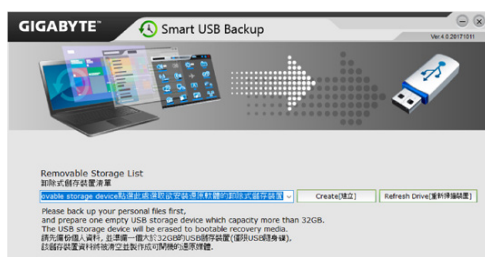 GIGABYTE™
Smart USB Backup
Ver.4.0.20171011
Removable Storage List
卸除式儲存裝置清單
ovable storage device點選此處選取欲安裝還原軟體的卸除式儲存裝置
Create[建立]
Refresh Drive[重新掃描裝置]
Please back up your personal files first,
and prepare one empty USB storage device which capacity more than 32GB.
The USB storage device will be erased to bootable recovery media.
請先備份個人資料, 並準備一個大於32GB的USB儲存裝置(僅限USB隨身碟),
該儲存裝置資料將被清空並製作成可開機的還原媒體.